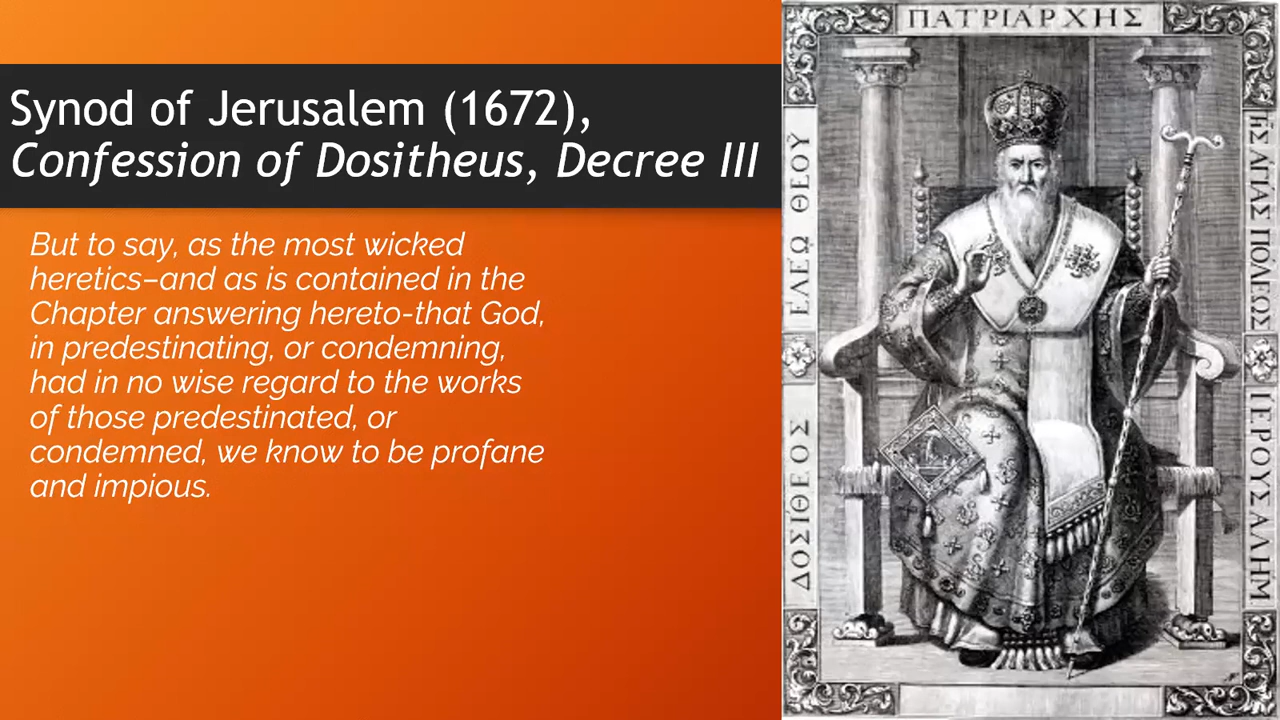 Synod of Jerusalem (1672),
Confession of Dositheus, Decree III
But to say, as the most wicked
heretics–and as is contained in the
Chapter answering hereto-that God,
in predestinating, or condemning,
had in no wise regard to the works
of those predestinated, or
condemned, we know to be profane
and impious.
ΔΟΣΙΘΕΟΣ ΕΛΕΩ ΘΕΟΥ
ΠΑΤΡΙΑΡΧΗΣ
ΑΓΙΑΣ ΠΟΛΕΩΣ ΙΕΡΟΥΣΑΛΗΜ